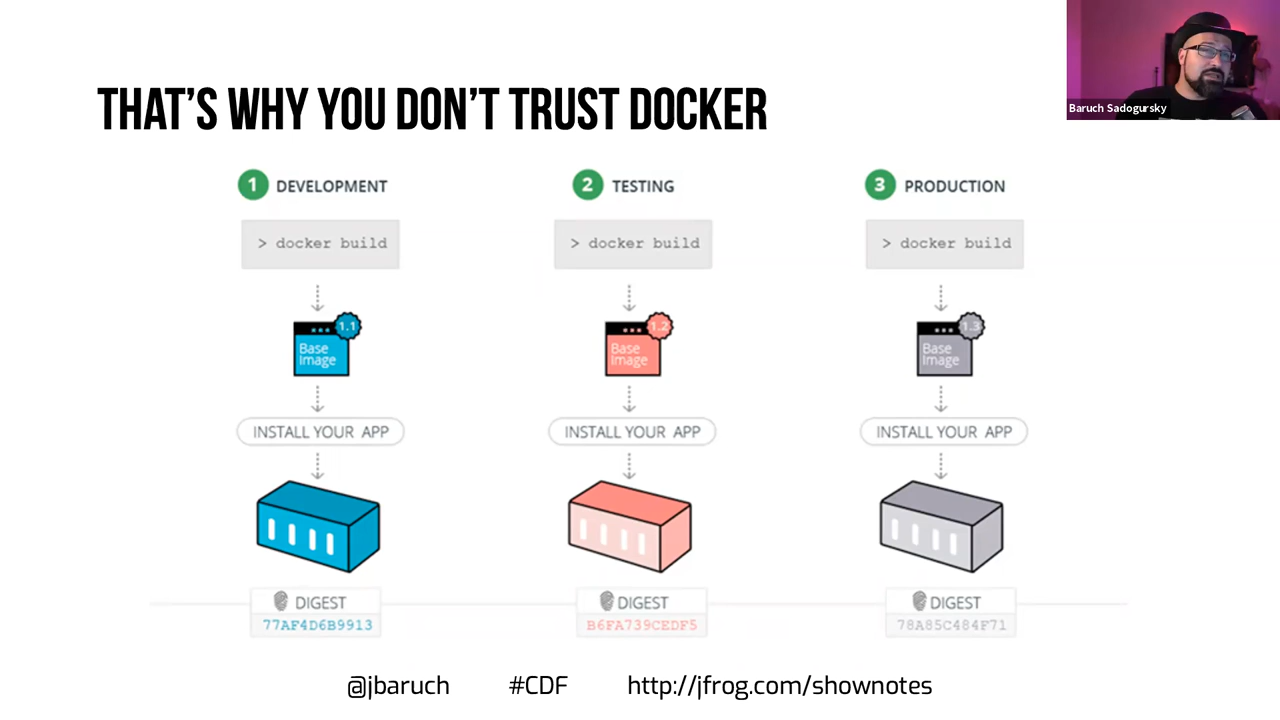 Baruch Sadogursky
THAT'S WHY YOU DON'T TRUST DOCKER
1 DEVELOPMENT
> docker build
1.1
Base
Image
INSTALL YOUR APP
DIGEST
77AF4D6B9913
2 TESTING
> docker build
1.2
Base
Image
INSTALL YOUR APP
DIGEST
B6FA739CEDF5
3 PRODUCTION
> docker build
1.3
Base
Image
INSTALL YOUR APP
DIGEST
78A85C484F71
@jbaruch #CDF http://jfrog.com/shownotes